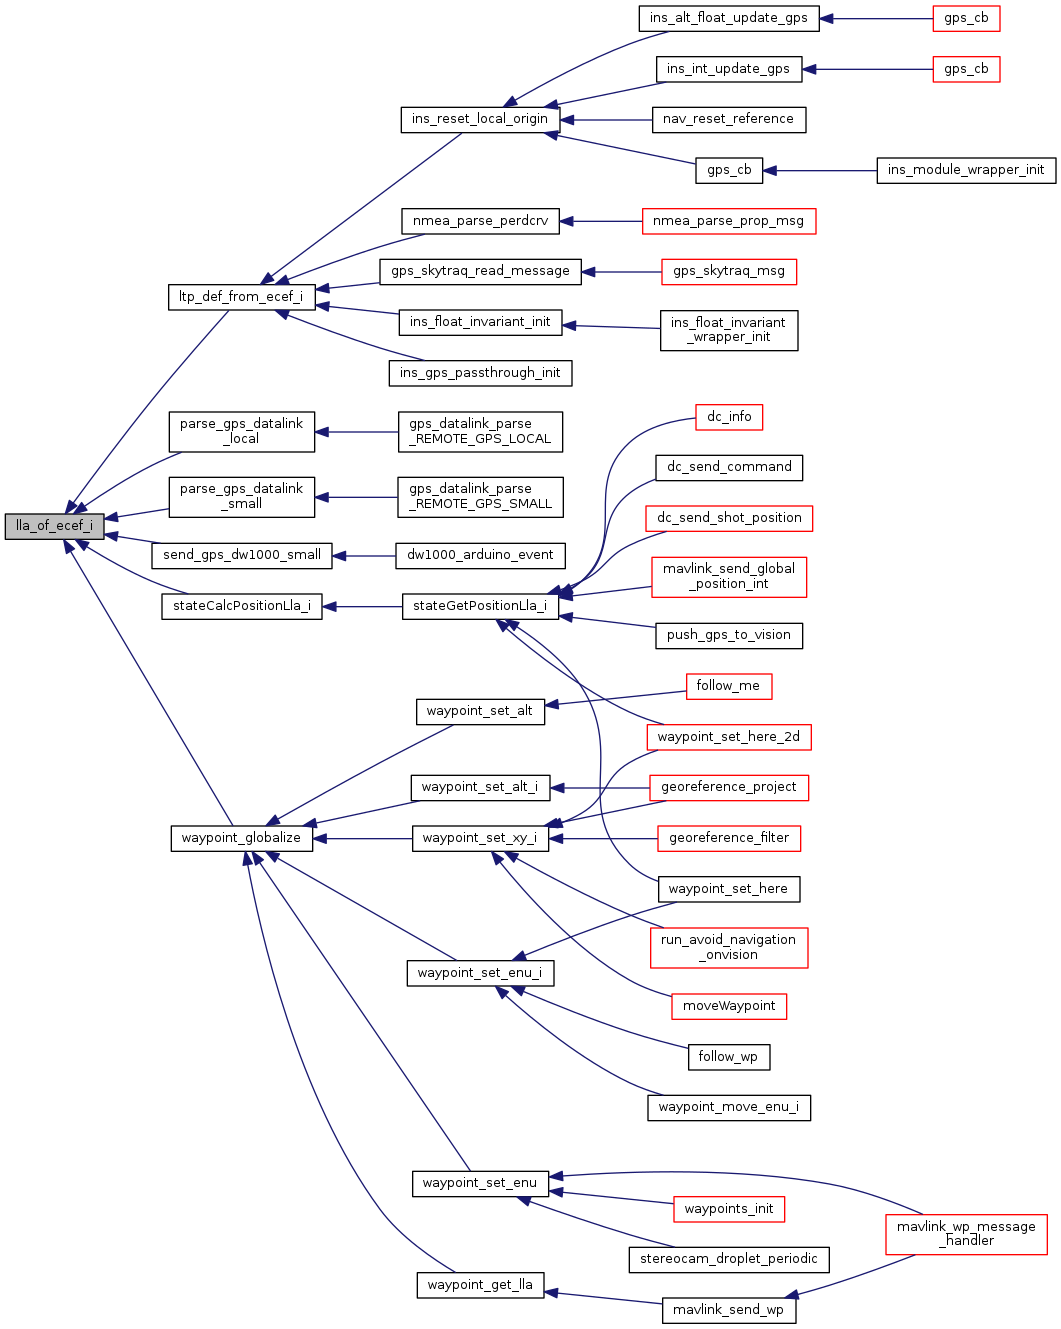 ins_alt_float_update_gps
gps_cb
ins_int_update_gps
gps_cb
ins_reset_local_origin
nav_reset_reference
gps_cb
ins_module_wrapper_init
nmea_parse_perdcrv
nmea_parse_prop_msg
gps_skytraq_read_message
gps_skytraq_msg
ltp_def_from_ecef_i
ins_float_invariant_init
ins_float_invariant
_wrapper_init
ins_gps_passthrough_init
parse_gps_datalink
_local
gps_datalink_parse
_REMOTE_GPS_LOCAL
dc_info
dc_send_command
parse_gps_datalink
_small
gps_datalink_parse
_REMOTE_GPS_SMALL
dc_send_shot_position
lla_of_ecef_i
send_gps_dw1000_small
dw1000_arduino_event
mavlink_send_global
_position_int
stateCalcPositionLla_i
stateGetPositionLla_i
push_gps_to_vision
follow_me
waypoint_set_alt
waypoint_set_here_2d
waypoint_set_alt_i
georeference_project
waypoint_globalize
waypoint_set_xy_i
georeference_filter
waypoint_set_here
run_avoid_navigation
_onvision
waypoint_set_enu_i
moveWaypoint
follow_wp
waypoint_move_enu_i
waypoint_set_enu
waypoints_init
mavlink_wp_message
_handler
stereocam_droplet_periodic
waypoint_get_lla
mavlink_send_wp